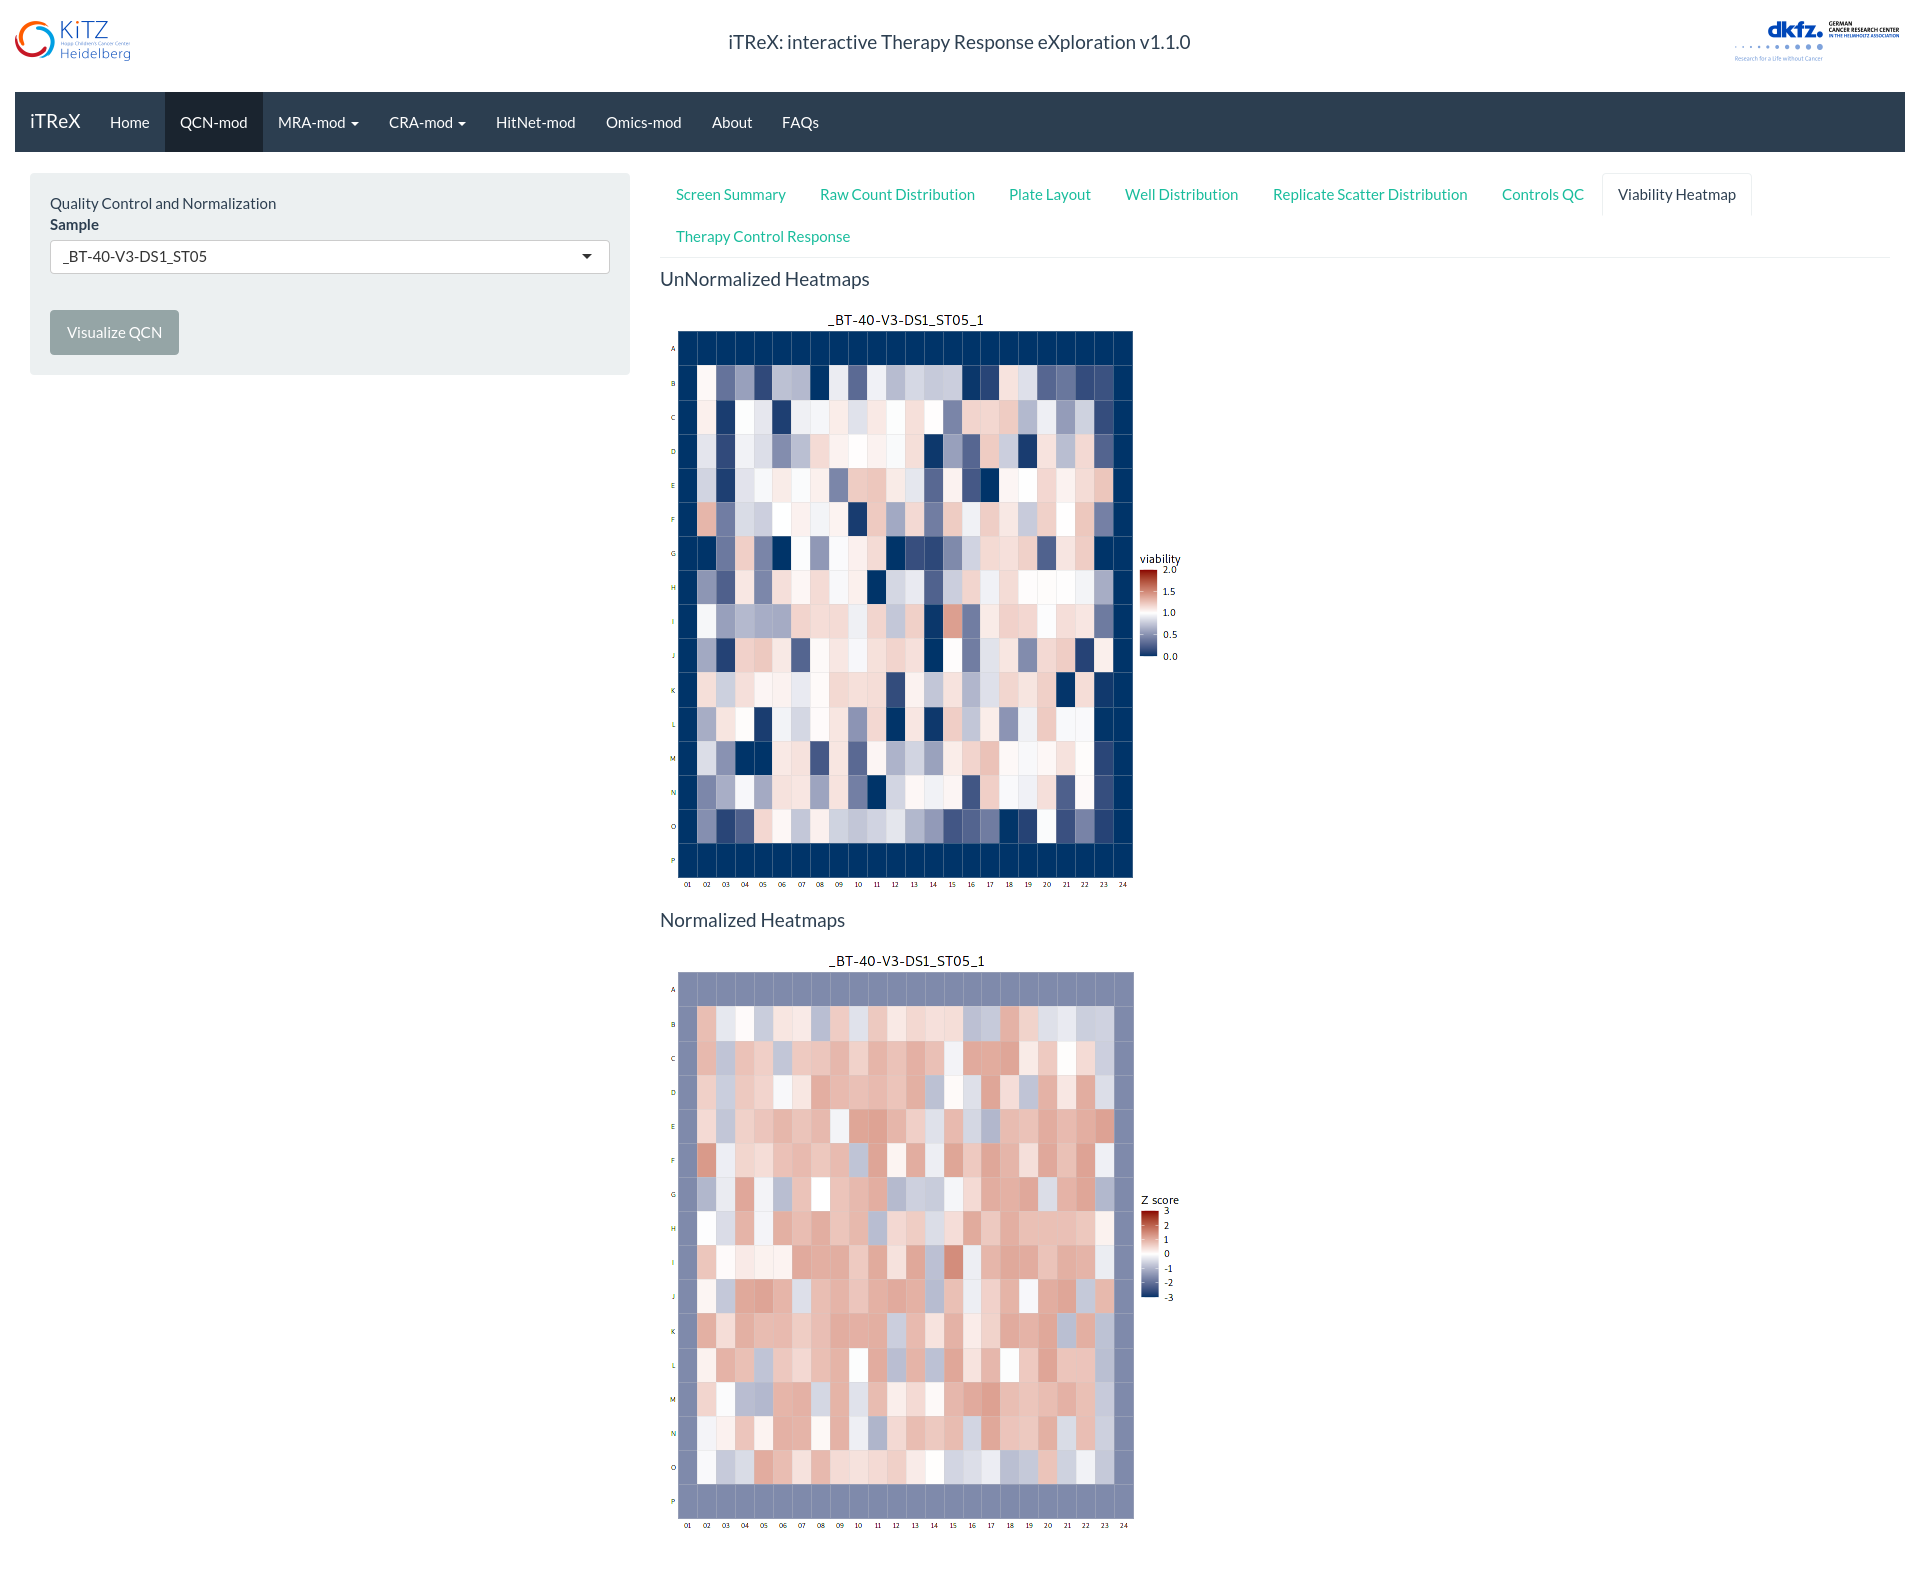 KiTZ
Hopp Children's Cancer Center
Heidelberg
iTReX: interactive Therapy Response eXploration v1.1.0
dkfz.
GERMAN
CANCER RESEARCH CENTER
IN THE HELMHOLTZ ASSOCIATION
Research for a Life without Cancer
iTReX Home QCN-mod MRA-mod CRA-mod HitNet-mod Omics-mod About FAQs
Quality Control and Normalization
Sample
_BT-40-V3-DS1_ST05
Visualize QCN
Screen Summary Raw Count Distribution Plate Layout Well Distribution Replicate Scatter Distribution Controls QC Viability Heatmap
Therapy Control Response
UnNormalized Heatmaps
_BT-40-V3-DS1_ST05_1
A
B
C
D
E
F
G
H
I
J
K
L
M
N
O
P
01 02 03 04 05 06 07 08 09 10 11 12 13 14 15 16 17 18 19 20 21 22 23 24
viability
2.0
1.5
1.0
0.5
0.0
Normalized Heatmaps
_BT-40-V3-DS1_ST05_1
A
B
C
D
E
F
G
H
I
J
K
L
M
N
O
P
01 02 03 04 05 06 07 08 09 10 11 12 13 14 15 16 17 18 19 20 21 22 23 24
Z score
3
2
1
0
-1
-2
-3